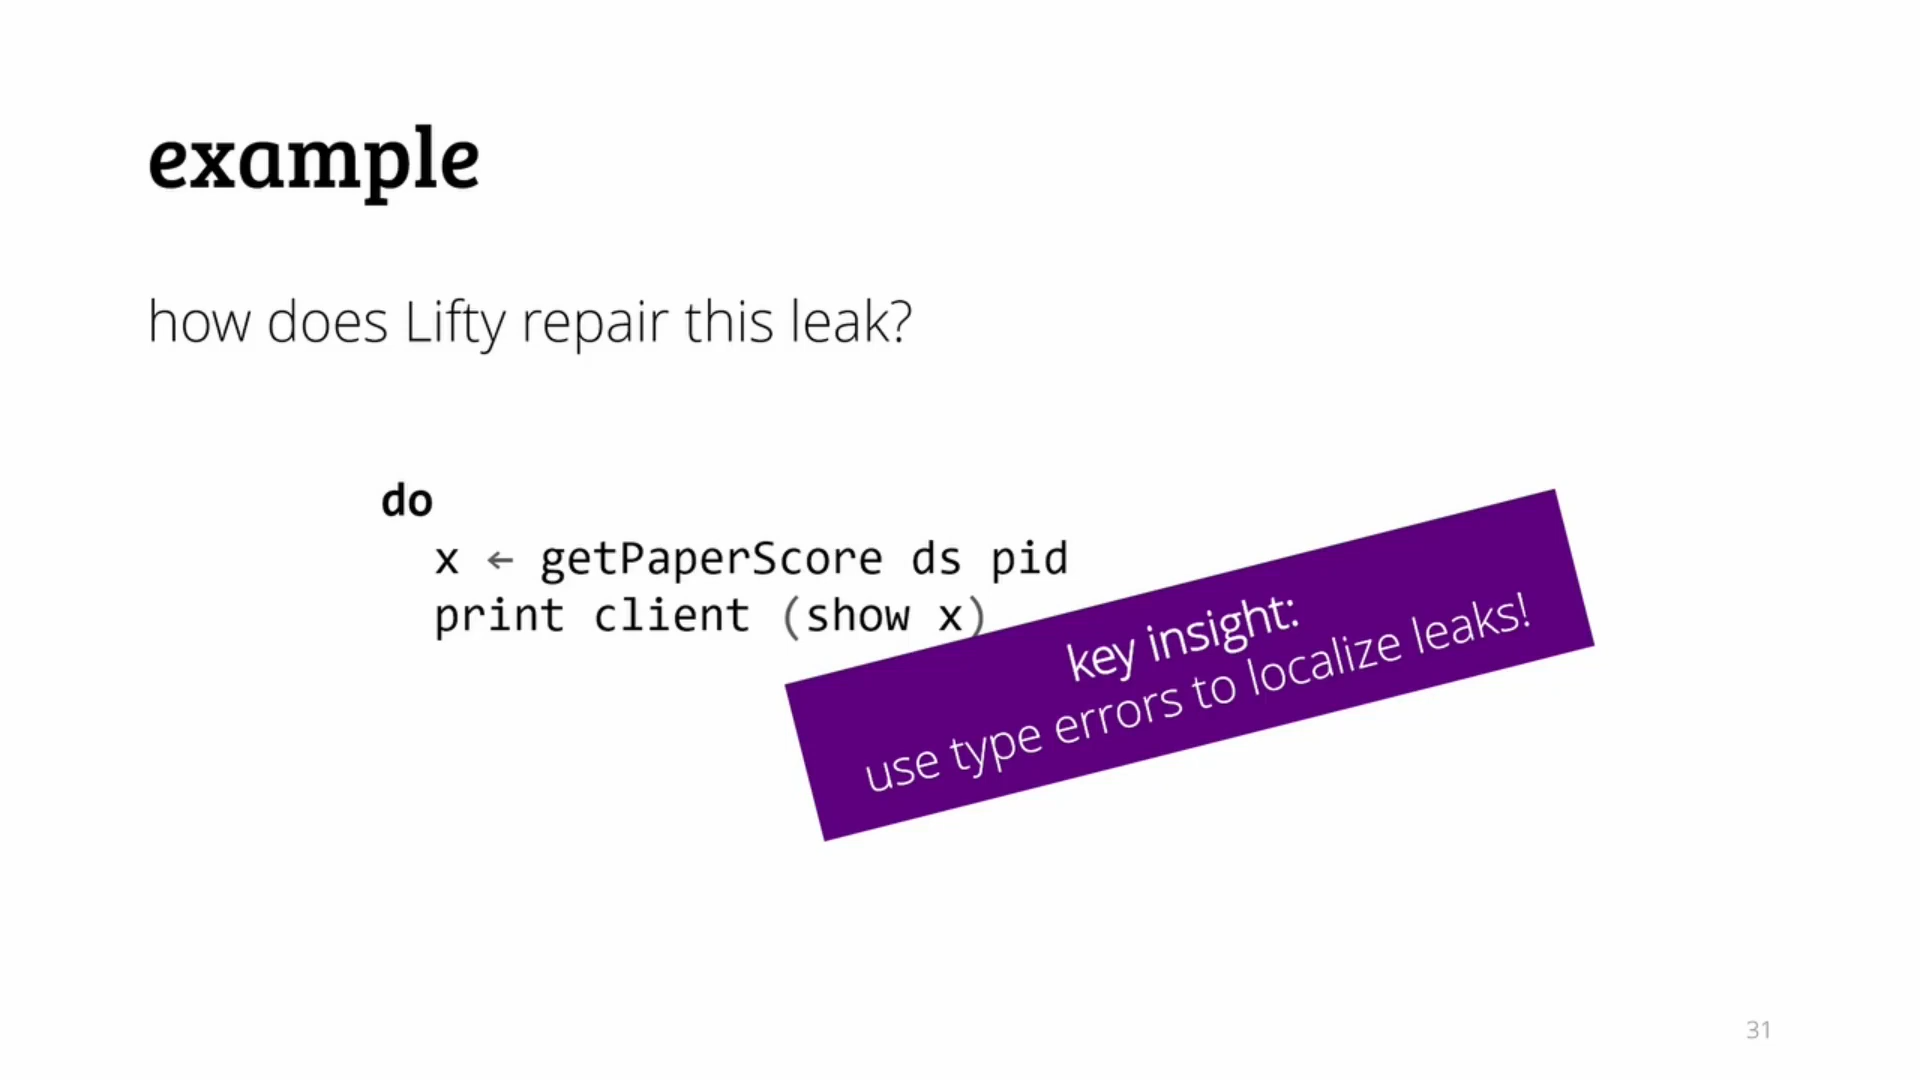 example
how does Lifty repair this leak?
do
x ← getPaperScore ds pid
print client (show x)
key insight:
use type errors to localize leaks!
31